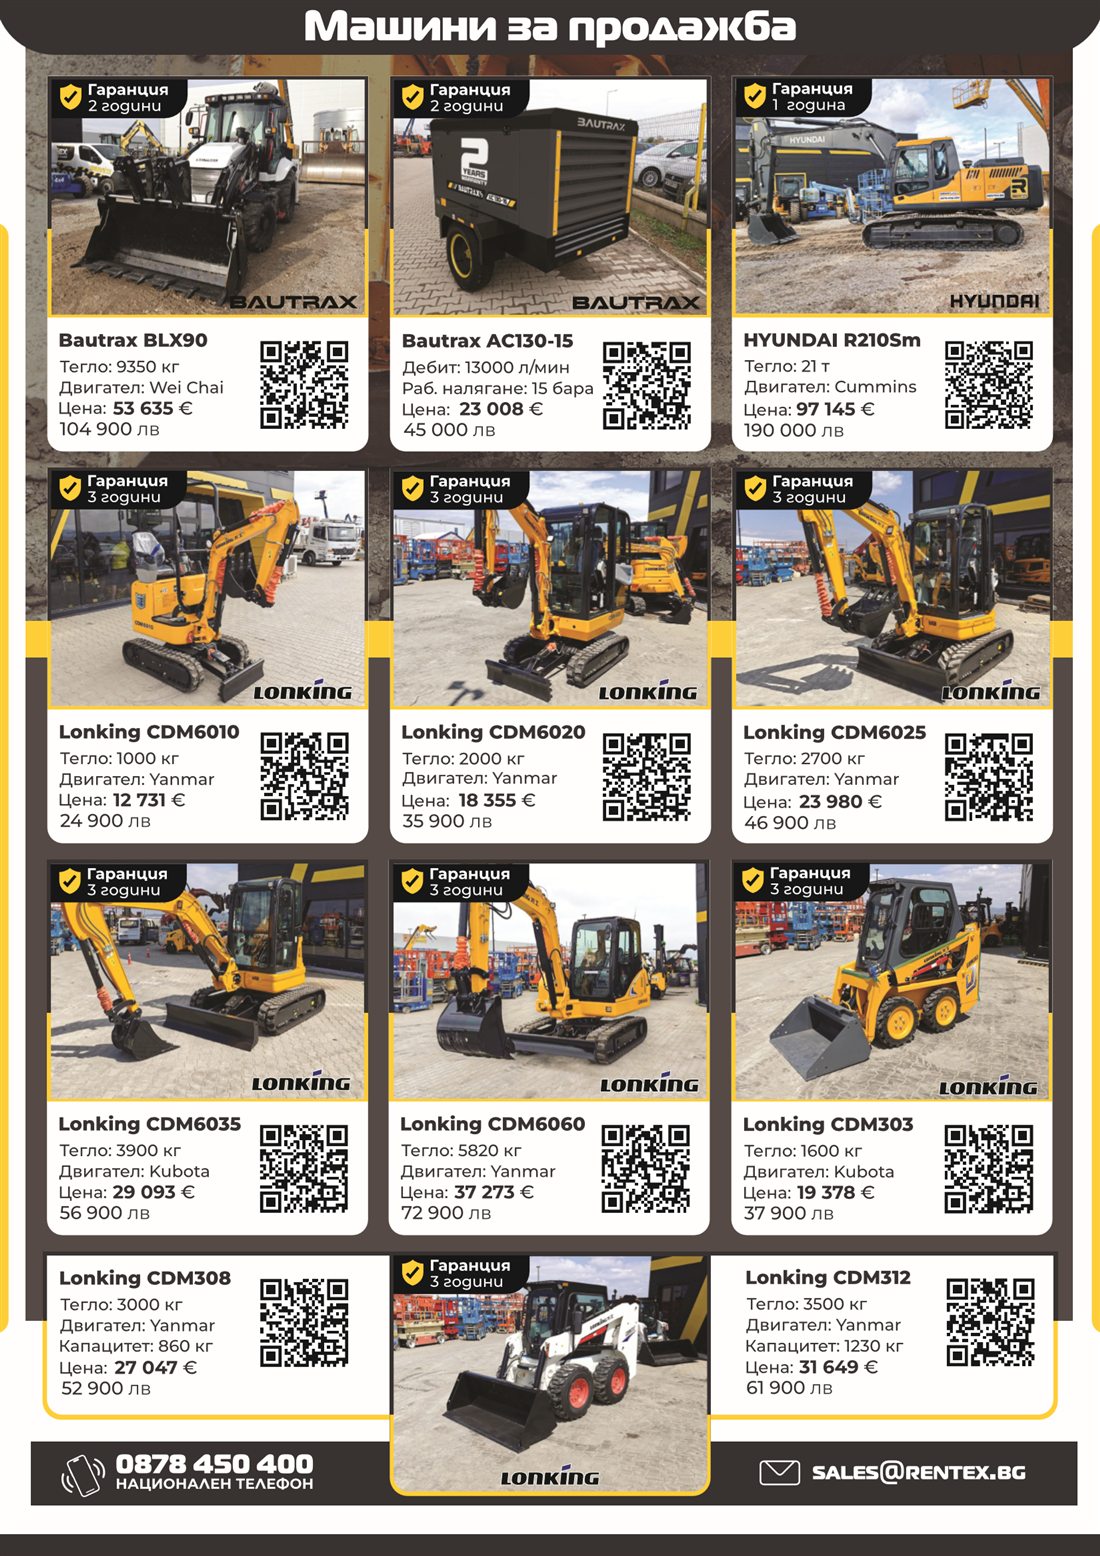 Машини за продажба
Гаранция
2 години
BAUTRAX
Bautrax BLX90
Тегло: 9350 кг
Двигател: Wei Chai
Цена: 53 635 €
104 900 лв
Гаранция
2 години
BAUTRAX
2
YEARS
WARRANTY
BAUTRAX
AC 130-15
BAUTRAX
Bautrax AC130-15
Дебит: 13000 л/мин
Раб. налягане: 15 бара
Цена: 23 008 €
45 000 лв
Гаранция
1 година
HYUNDAI
R
HYUNDAI
HYUNDAI R210Sm
Тегло: 21 т
Двигател: Cummins
Цена: 97 145 €
190 000 лв
Гаранция
3 години
CDM6010
LONKING
Lonking CDM6010
Тегло: 1000 кг
Двигател: Yanmar
Цена: 12 731 €
24 900 лв
Гаранция
3 години
LONKING
Lonking CDM6020
Тегло: 2000 кг
Двигател: Yanmar
Цена: 18 355 €
35 900 лв
Гаранция
3 години
LONKING
Lonking CDM6025
Тегло: 2700 кг
Двигател: Yanmar
Цена: 23 980 €
46 900 лв
Гаранция
3 години
LONKING
Lonking CDM6035
Тегло: 3900 кг
Двигател: Kubota
Цена: 29 093 €
56 900 лв
Гаранция
3 години
LONKING
Lonking CDM6060
Тегло: 5820 кг
Двигател: Yanmar
Цена: 37 273 €
72 900 лв
Гаранция
3 години
LONKING
Lonking CDM303
Тегло: 1600 кг
Двигател: Kubota
Цена: 19 378 €
37 900 лв
Lonking CDM308
Тегло: 3000 кг
Двигател: Yanmar
Капацитет: 860 кг
Цена: 27 047 €
52 900 лв
Гаранция
3 години
LONKING
Lonking CDM312
Тегло: 3500 кг
Двигател: Yanmar
Капацитет: 1230 кг
Цена: 31 649 €
61 900 лв
0878 450 400
НАЦИОНАЛЕН ТЕЛЕФОН
SALES@RENTEX.BG